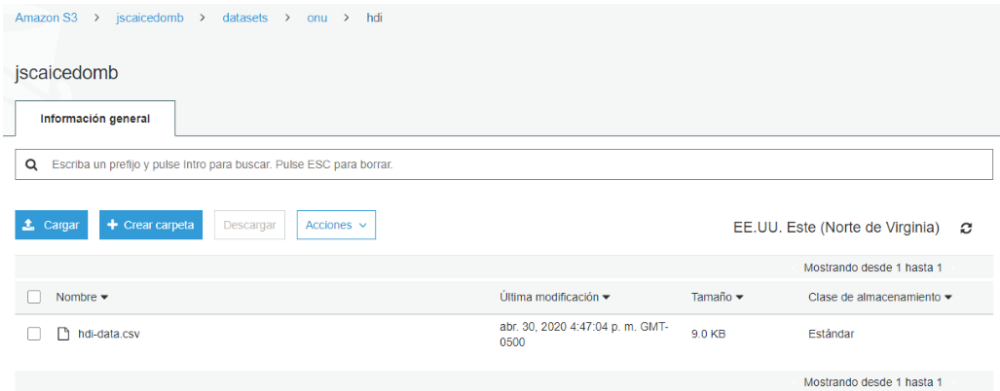 Amazon S3 > jscaicedomb > datasets > onu > hdi
jscaicedomb
Información general
Escriba un prefijo y pulse Intro para buscar. Pulse ESC para borrar.
Cargar + Crear carpeta Descargar Acciones EE.UU. Este (Norte de Virginia)
Mostrando desde 1 hasta 1
Nombre Última modificación Tamaño Clase de almacenamiento
hdi-data.csv abr. 30, 2020 4:47:04 p. m. GMT-0500 9.0 KB Estándar
Mostrando desde 1 hasta 1